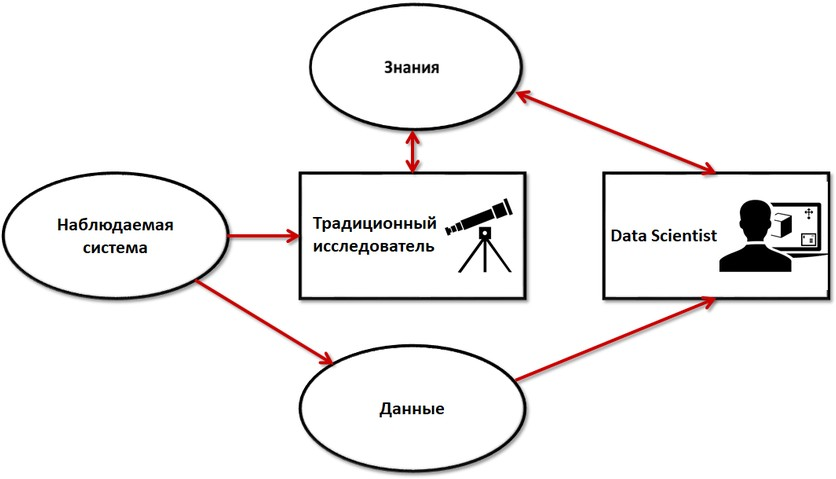 Знания
Наблюдаемая
система
Традиционный
исследователь
Data Scientist
Данные